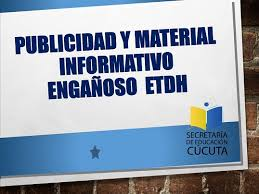 PUBLICIDAD Y MATERIAL
INFORMATIVO
ENGAÑOSO ETDH
SECRETARÍA
DE EDUCACIÓN
CÚCUTA